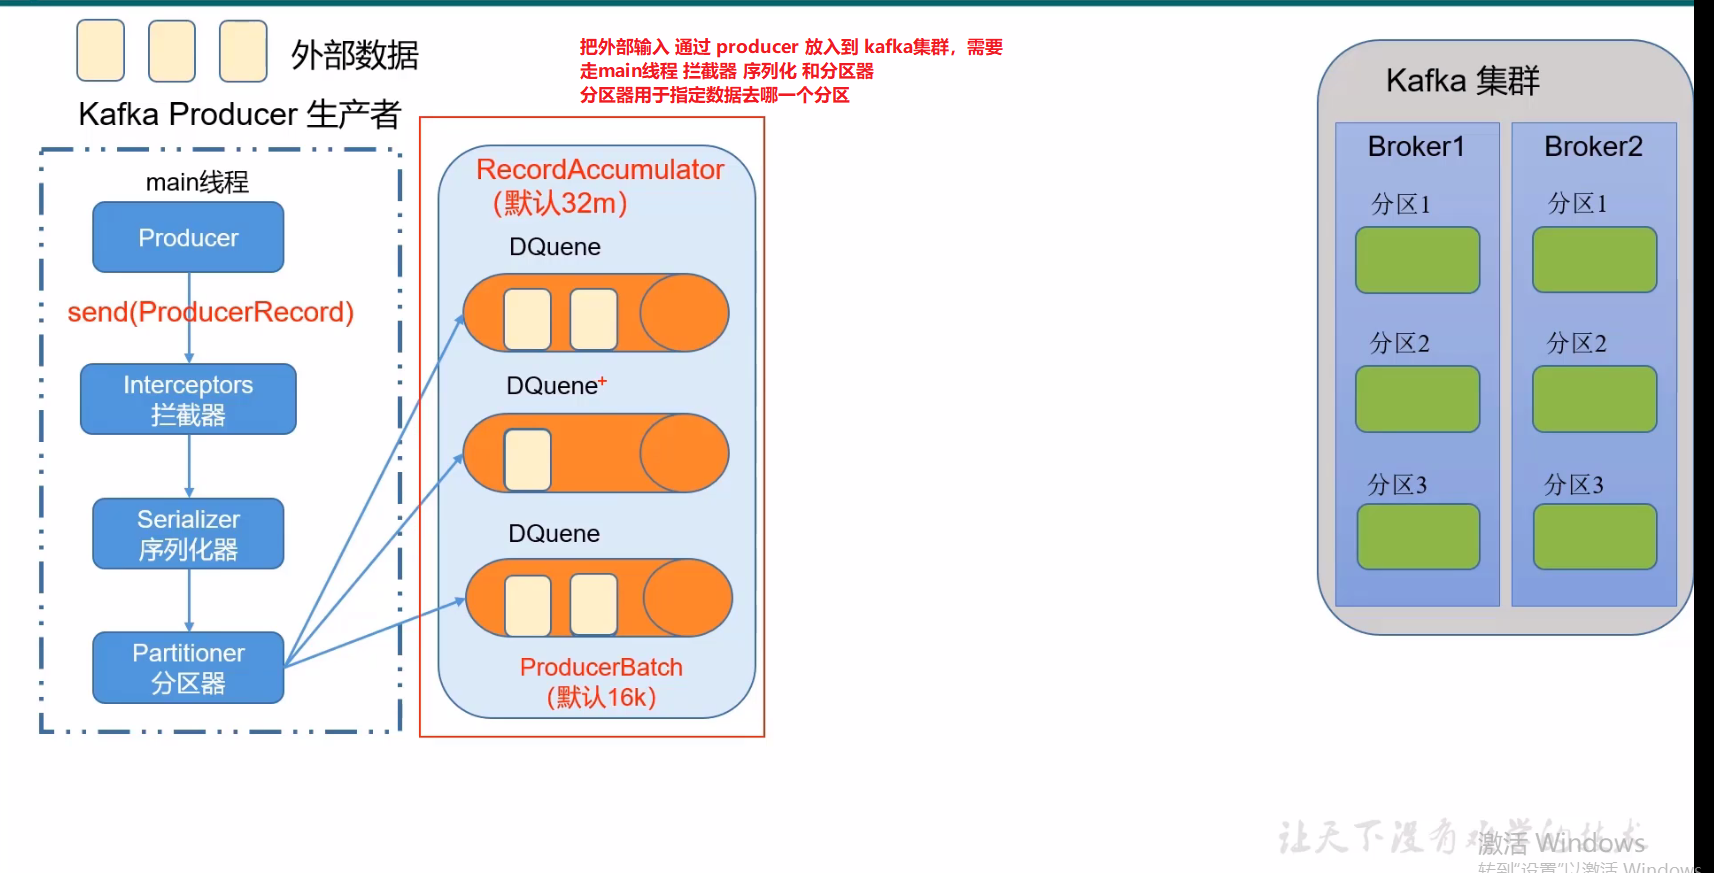 外部数据
把外部输入 通过 producer 放入到 kafka集群，需要
走main线程 拦截器 序列化 和分区器
分区器用于指定数据去哪一个分区
Kafka Producer 生产者
main线程
Producer
send(ProducerRecord)
Interceptors
拦截器
Serializer
序列化器
Partitioner
分区器
RecordAccumulator
（默认32m）
DQuene
DQuene+
DQuene
ProducerBatch
（默认16k）
Kafka 集群
Broker1
分区1
分区2
分区3
Broker2
分区1
分区2
分区3
让天下没有难学的技术
激活 Windows
转到“设置”以激活 Windows